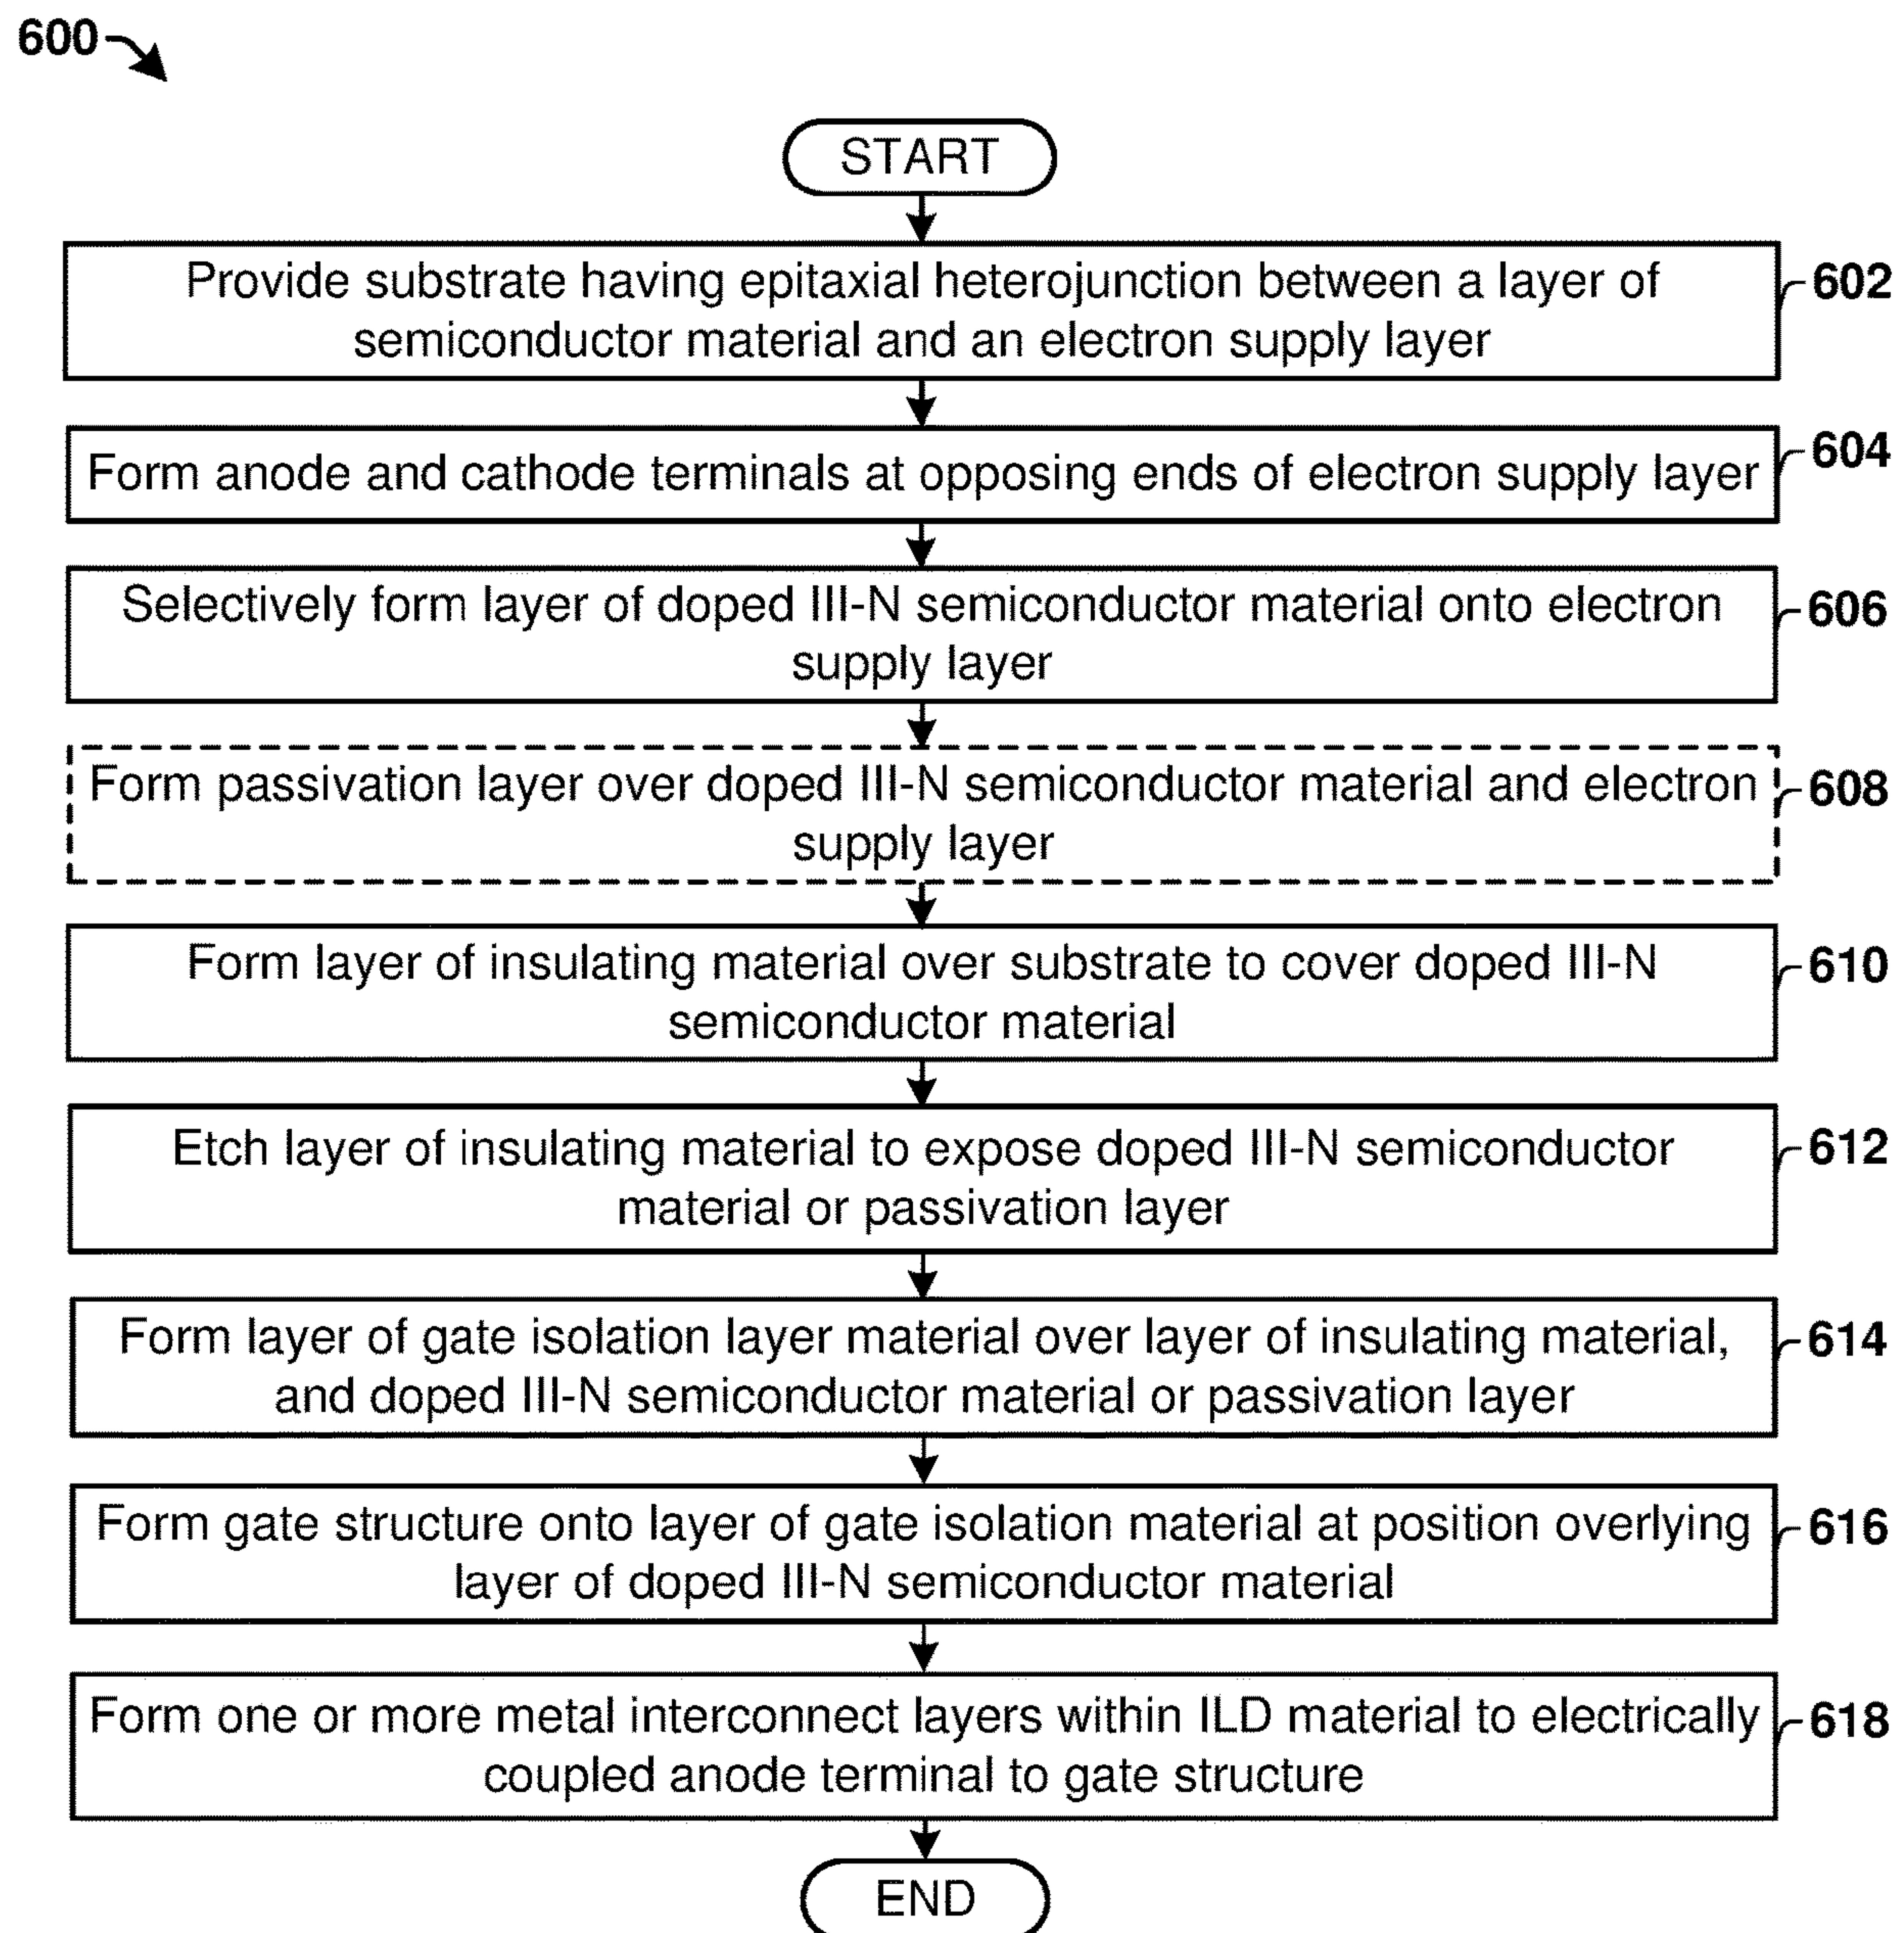 600
START
Provide substrate having epitaxial heterojunction between a layer of
semiconductor material and an electron supply layer
602
Form anode and cathode terminals at opposing ends of electron supply layer
604
Selectively form layer of doped III-N semiconductor material onto electron
supply layer
606
Form passivation layer over doped III-N semiconductor material and electron
supply layer
608
Form layer of insulating material over substrate to cover doped III-N
semiconductor material
610
Etch layer of insulating material to expose doped III-N semiconductor
material or passivation layer
612
Form layer of gate isolation layer material over layer of insulating material,
and doped III-N semiconductor material or passivation layer
614
Form gate structure onto layer of gate isolation material at position overlying
layer of doped III-N semiconductor material
616
Form one or more metal interconnect layers within ILD material to electrically
coupled anode terminal to gate structure
618
END